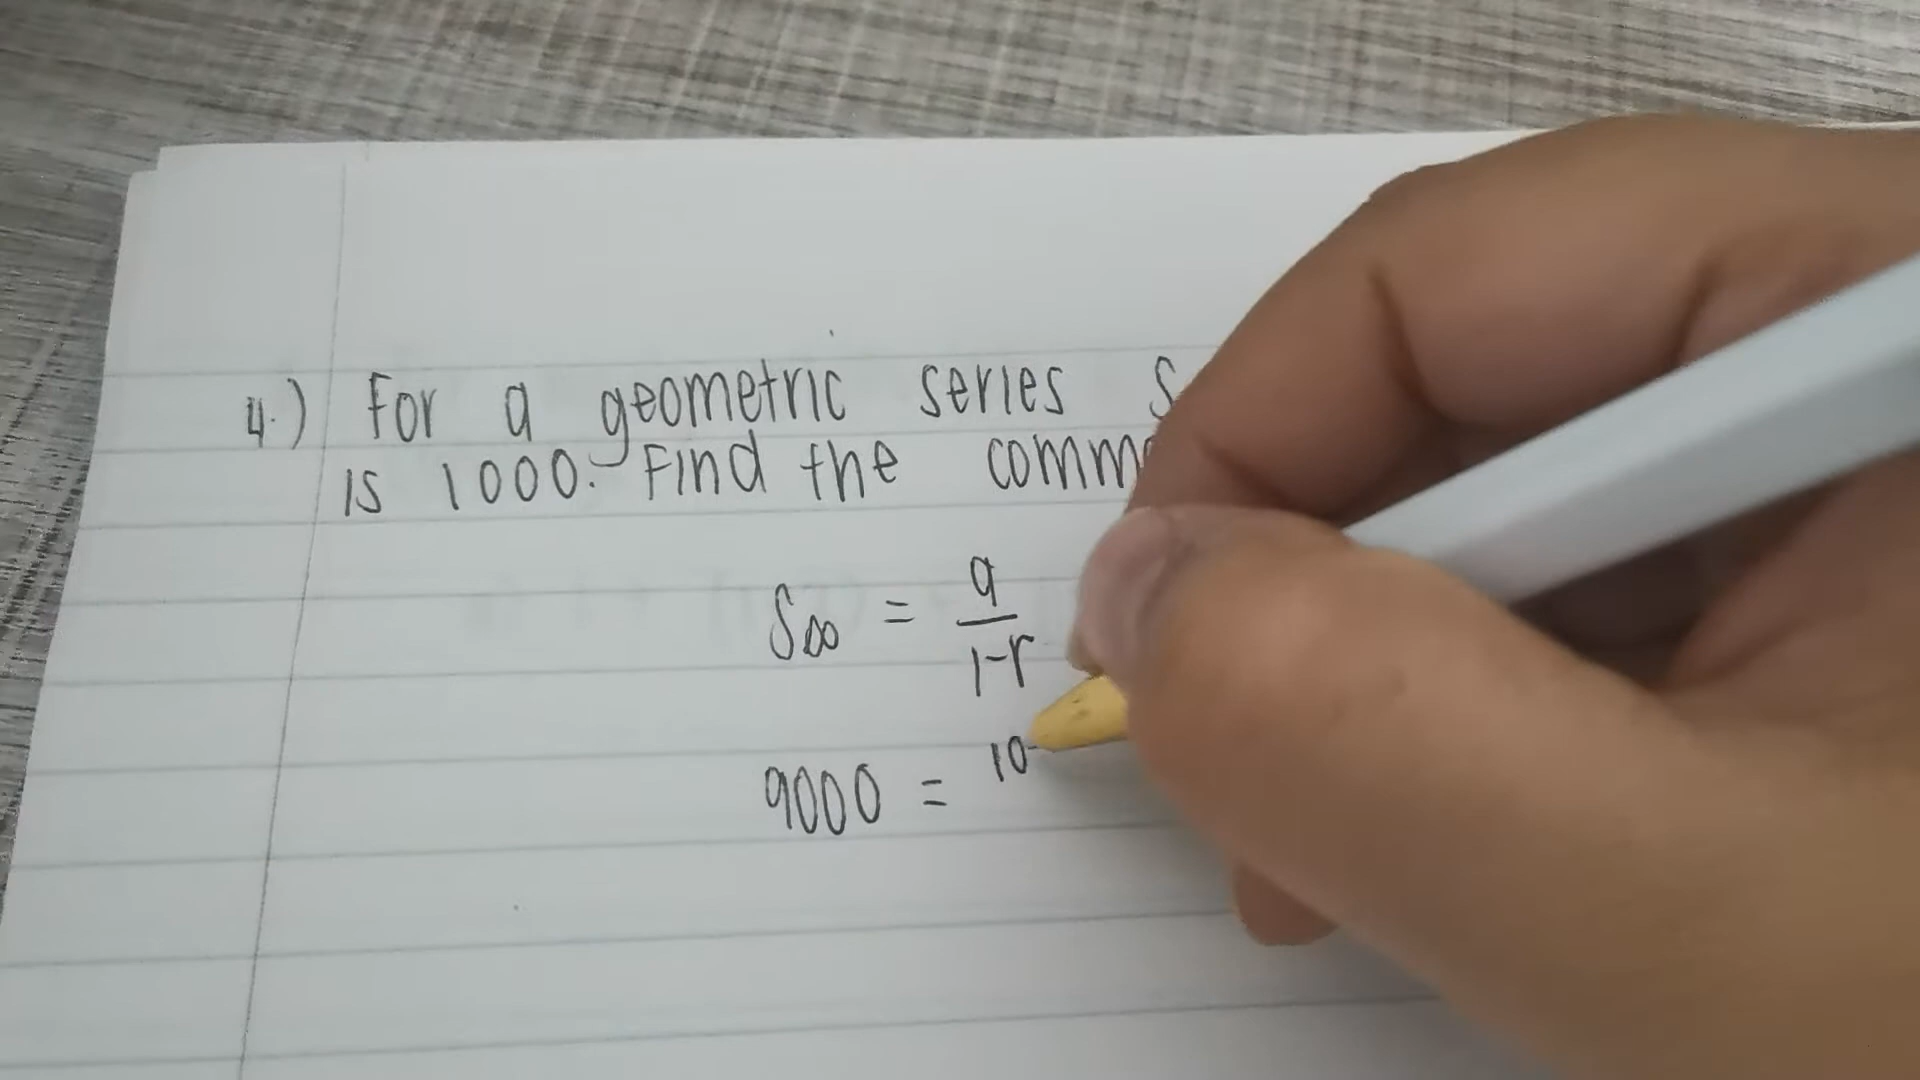 4.) For a geometric series
is 1000. Find the
S∞ = a/1-r
9000 = 10